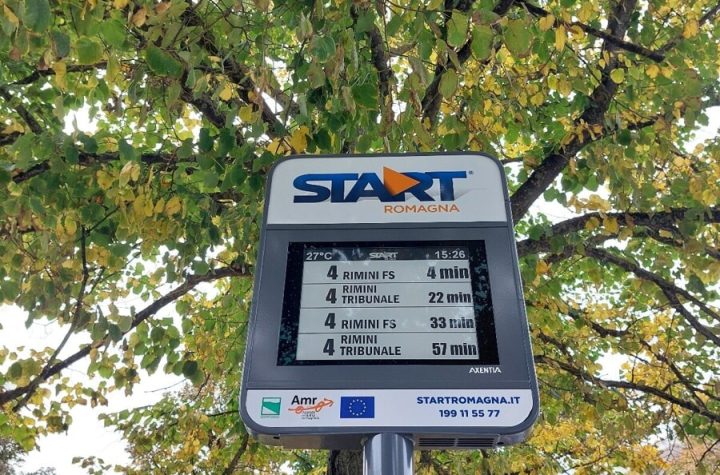 START
ROMAGNA
27°C START 15:26
4 RIMINI FS 4 min
4 RIMINI TRIBUNALE 22 min
4 RIMINI FS 33 min
4 RIMINI TRIBUNALE 57 min
AXENTIA
Amr
STARTROMAGNA.IT
199 11 55 77